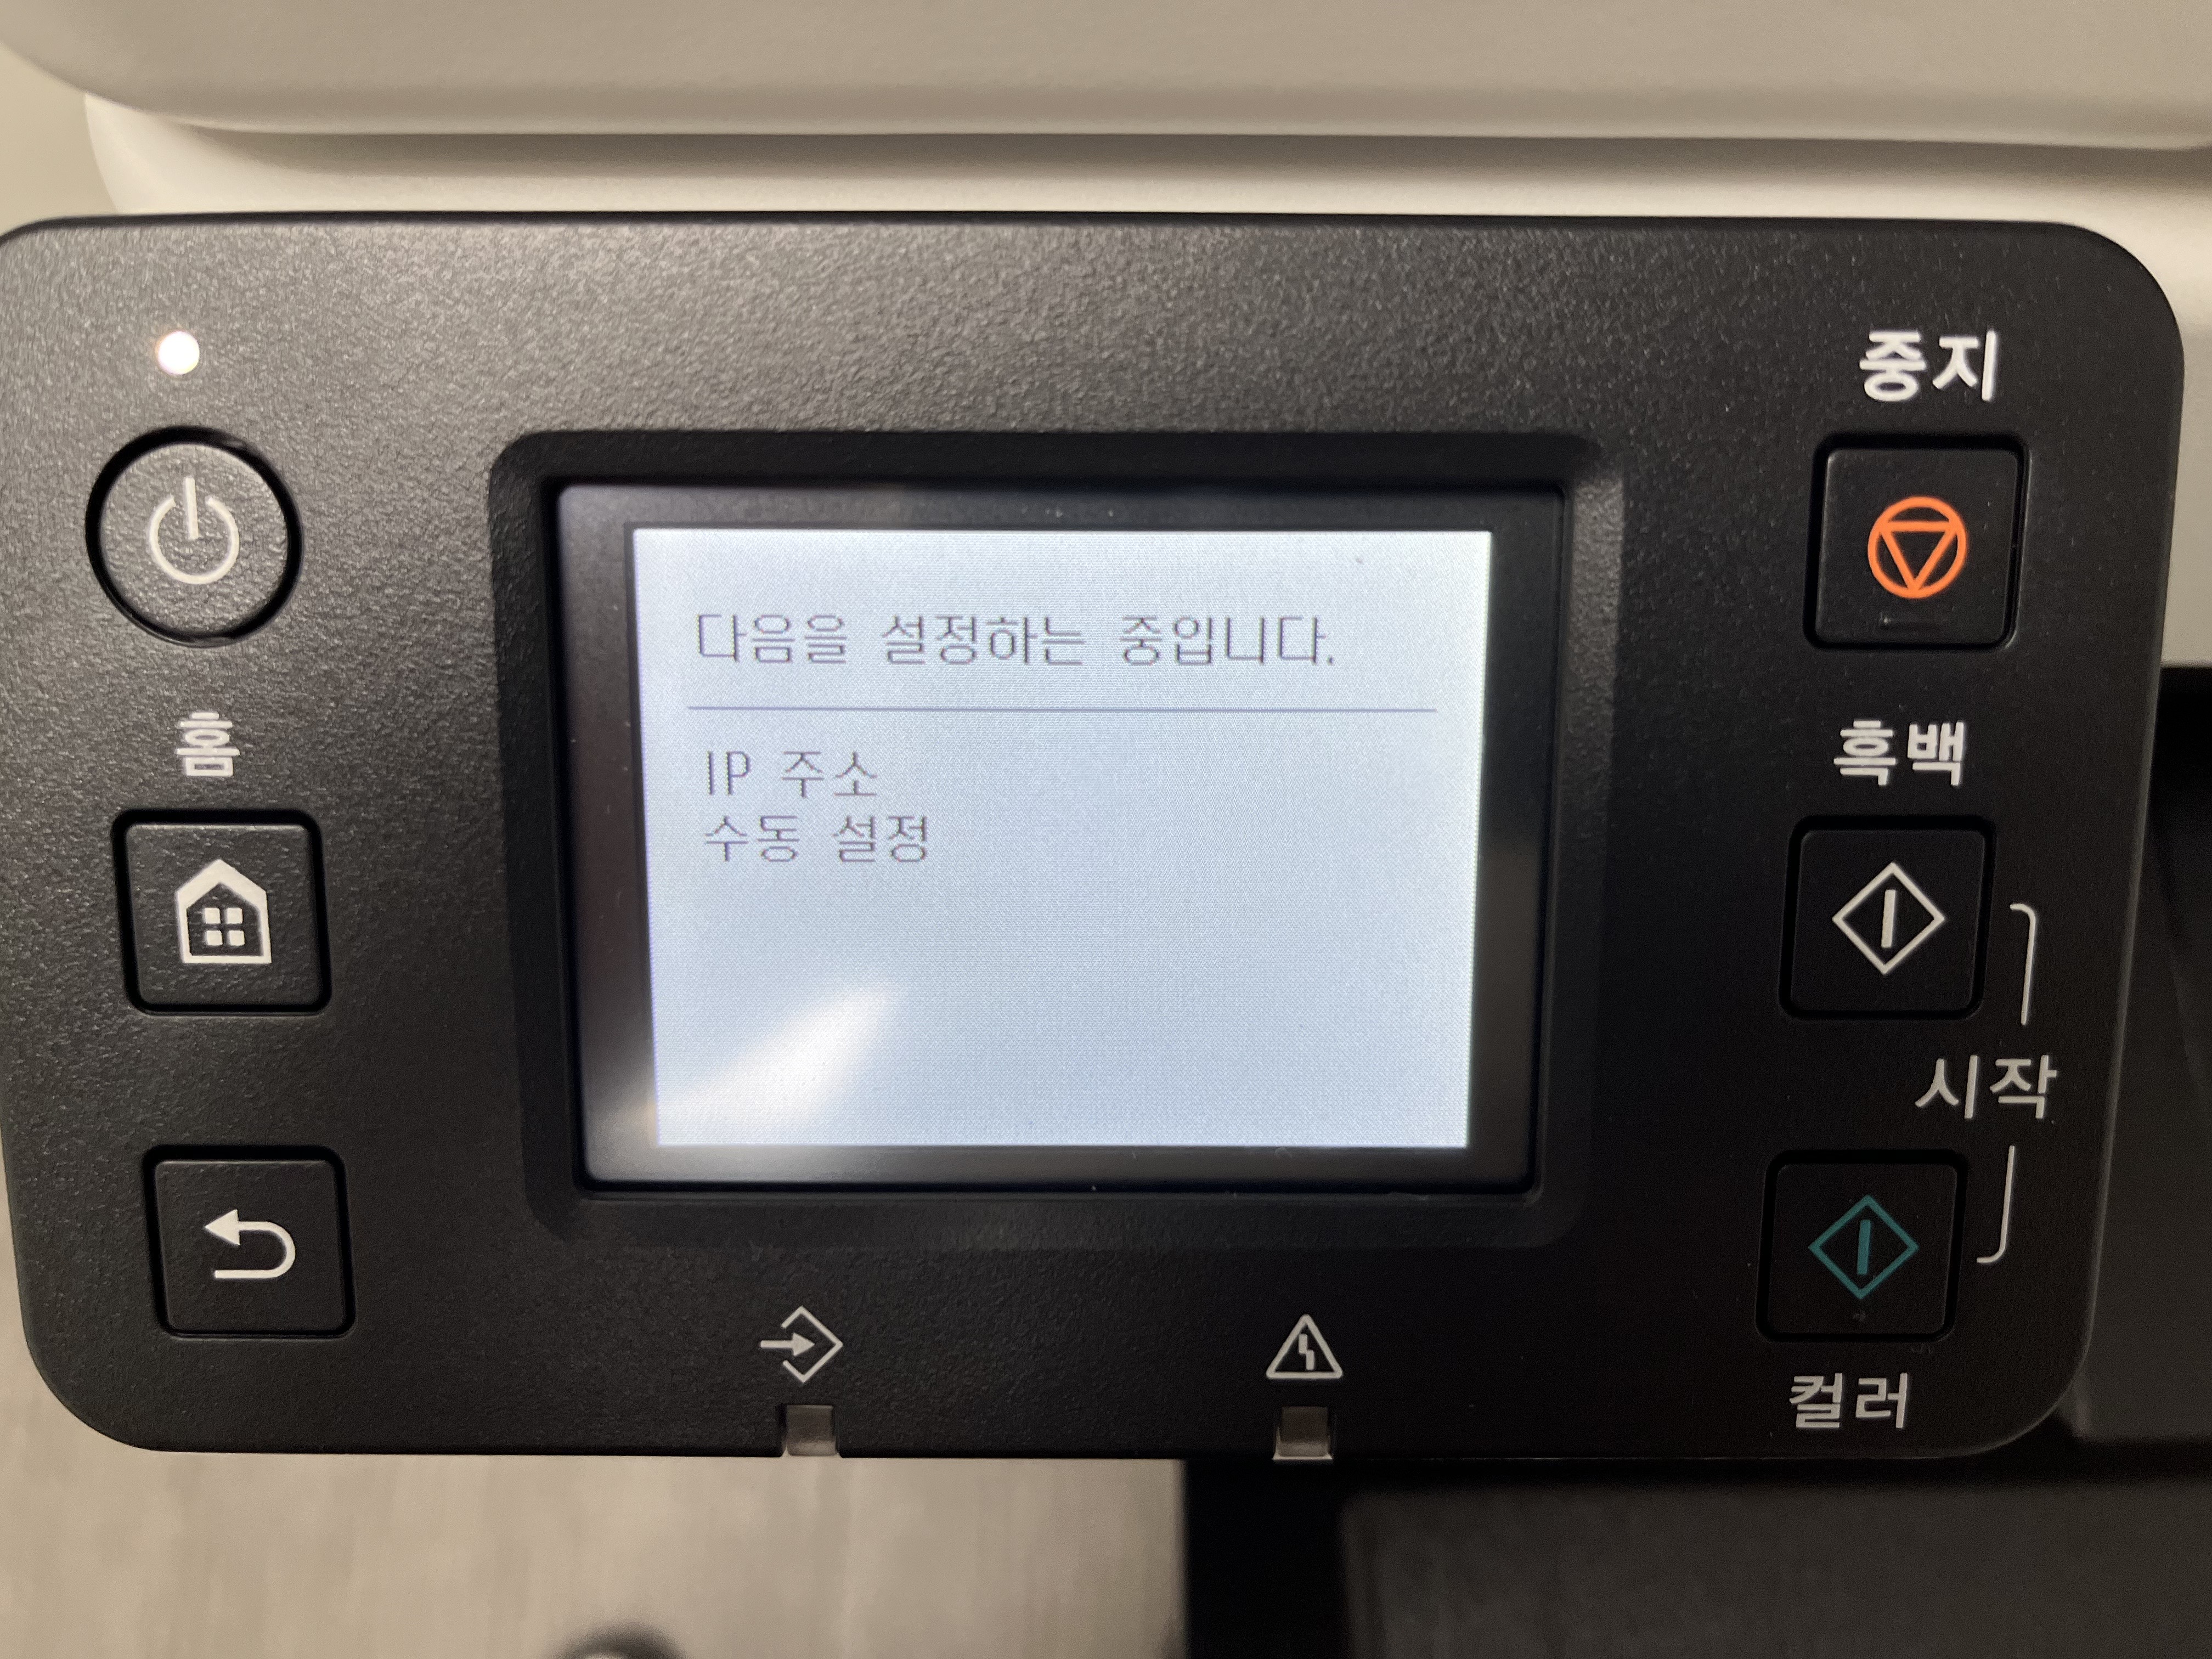 중지
다음을 설정하는 중입니다.
홈
흑백
IP 주소
수동 설정
시작
컬러